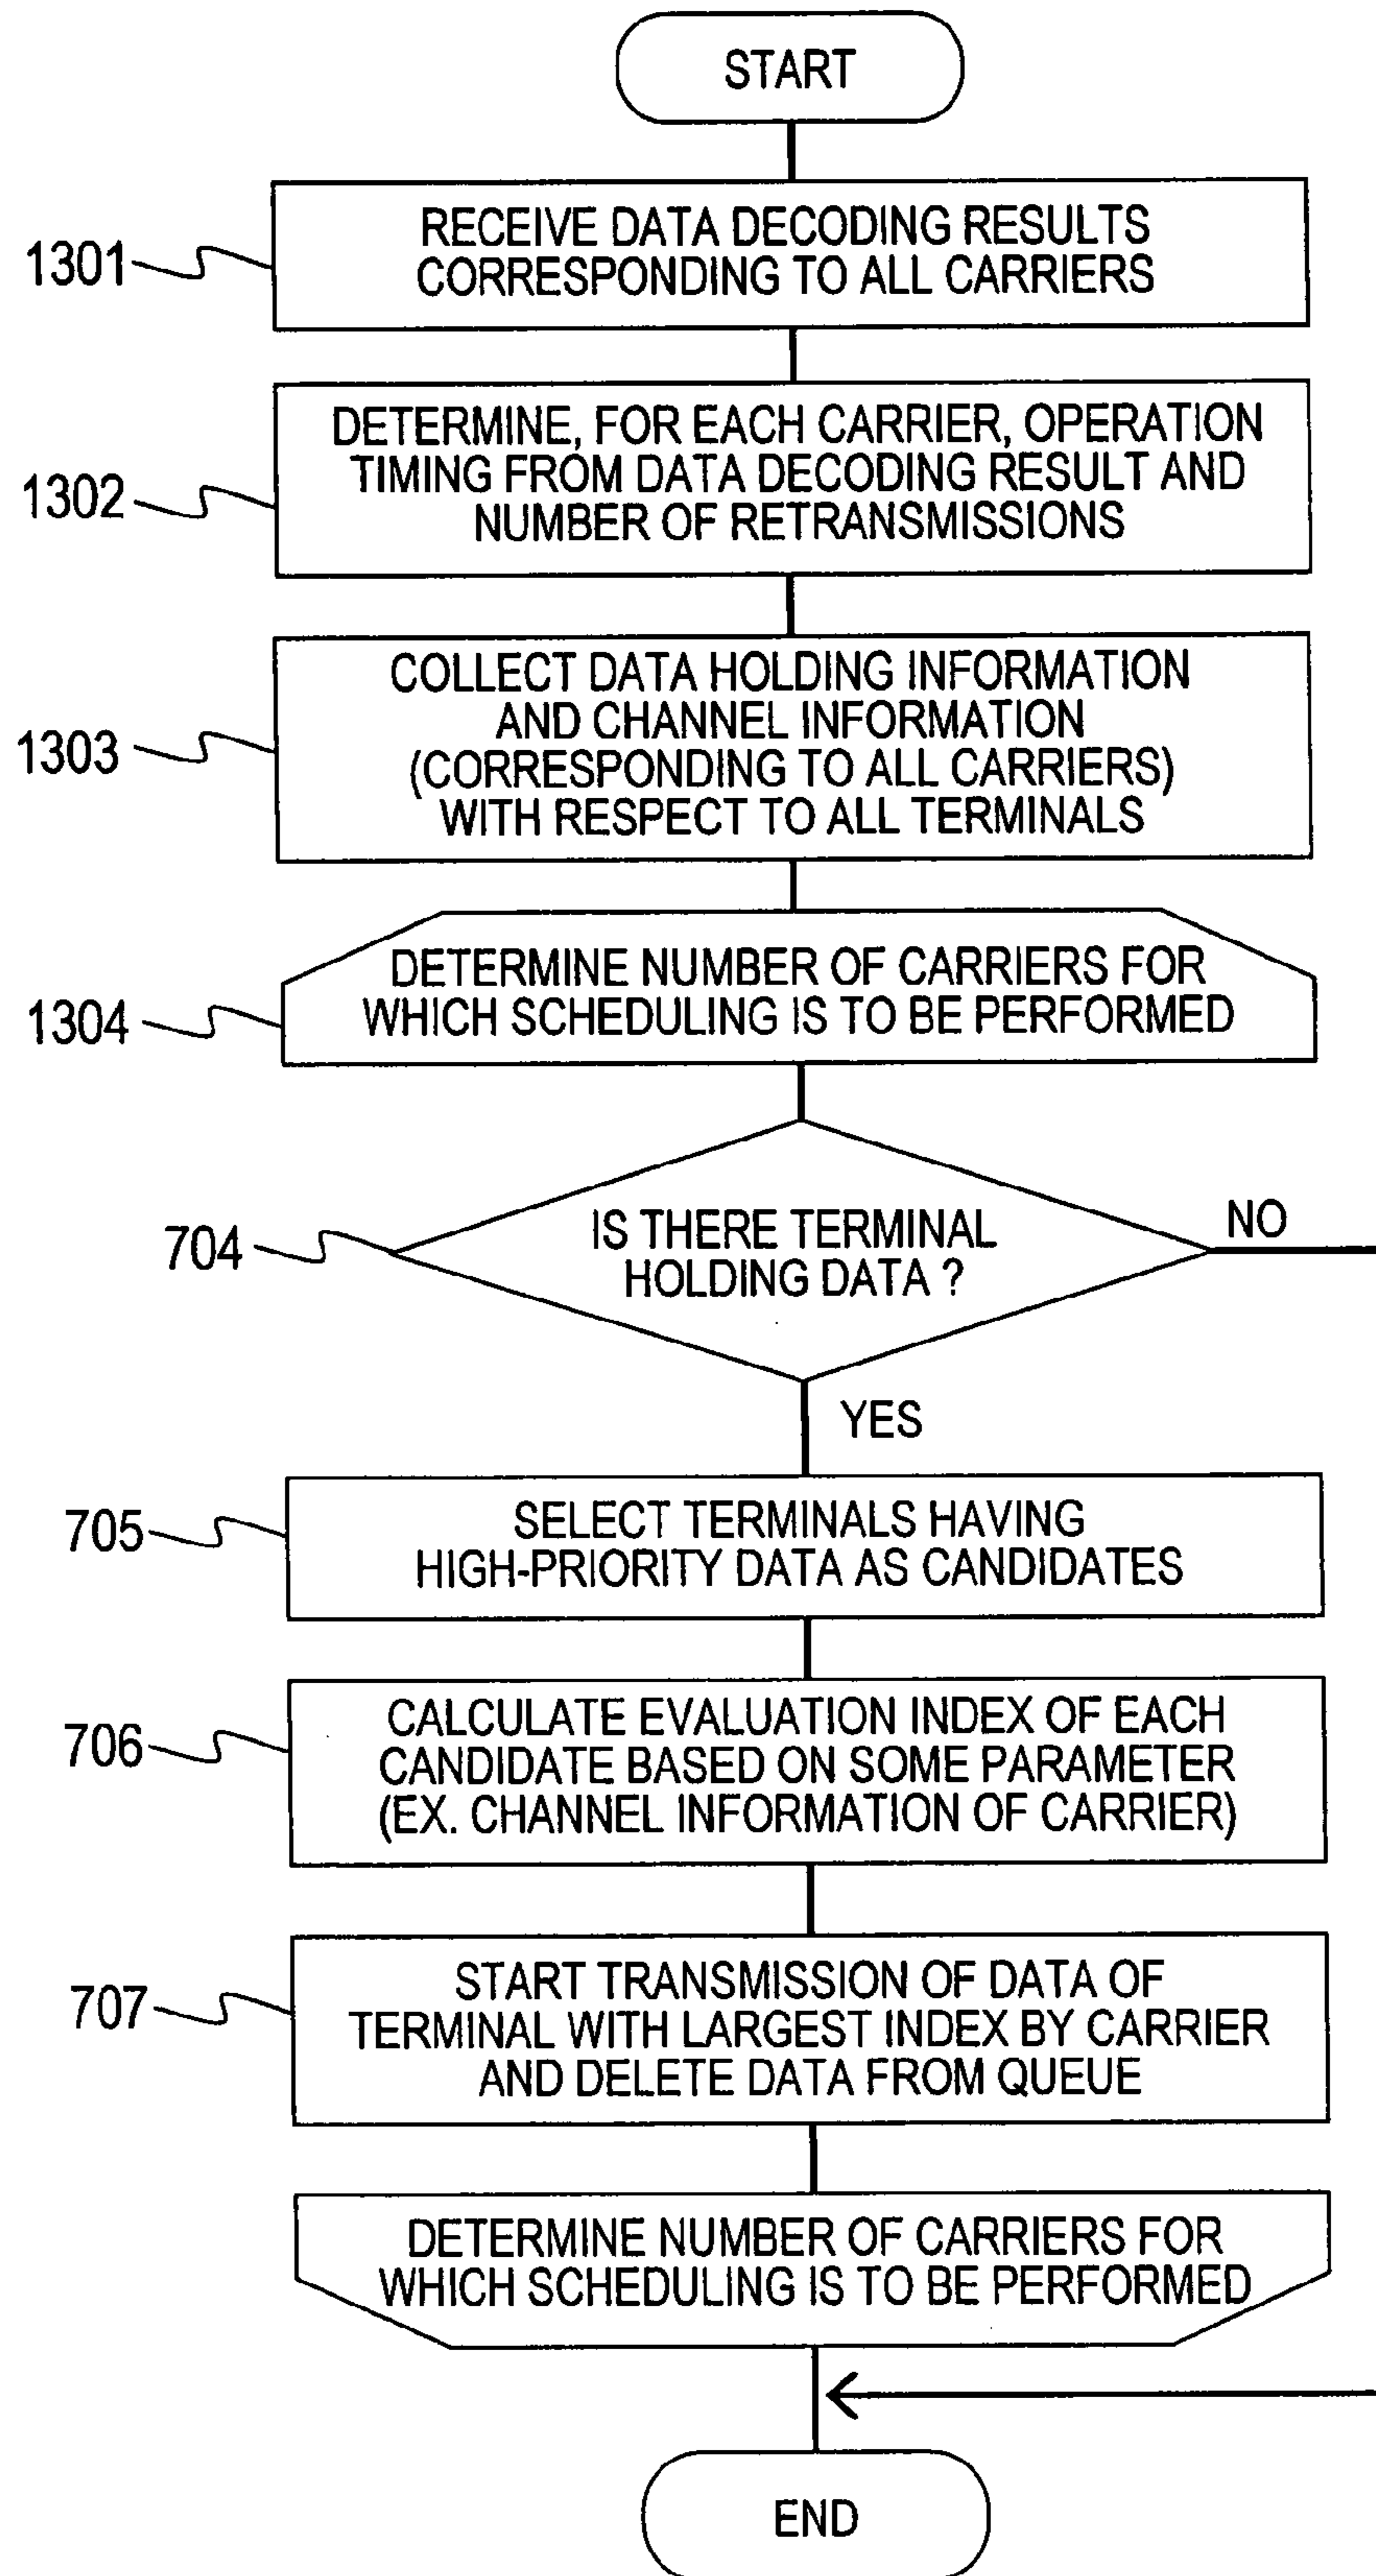 START
1301
RECEIVE DATA DECODING RESULTS
CORRESPONDING TO ALL CARRIERS
1302
DETERMINE, FOR EACH CARRIER, OPERATION
TIMING FROM DATA DECODING RESULT AND
NUMBER OF RETRANSMISSIONS
1303
COLLECT DATA HOLDING INFORMATION
AND CHANNEL INFORMATION
(CORRESPONDING TO ALL CARRIERS)
WITH RESPECT TO ALL TERMINALS
1304
DETERMINE NUMBER OF CARRIERS FOR
WHICH SCHEDULING IS TO BE PERFORMED
704
IS THERE TERMINAL
HOLDING DATA ?
NO
YES
705
SELECT TERMINALS HAVING
HIGH-PRIORITY DATA AS CANDIDATES
706
CALCULATE EVALUATION INDEX OF EACH
CANDIDATE BASED ON SOME PARAMETER
(EX. CHANNEL INFORMATION OF CARRIER)
707
START TRANSMISSION OF DATA OF
TERMINAL WITH LARGEST INDEX BY CARRIER
AND DELETE DATA FROM QUEUE
DETERMINE NUMBER OF CARRIERS FOR
WHICH SCHEDULING IS TO BE PERFORMED
END